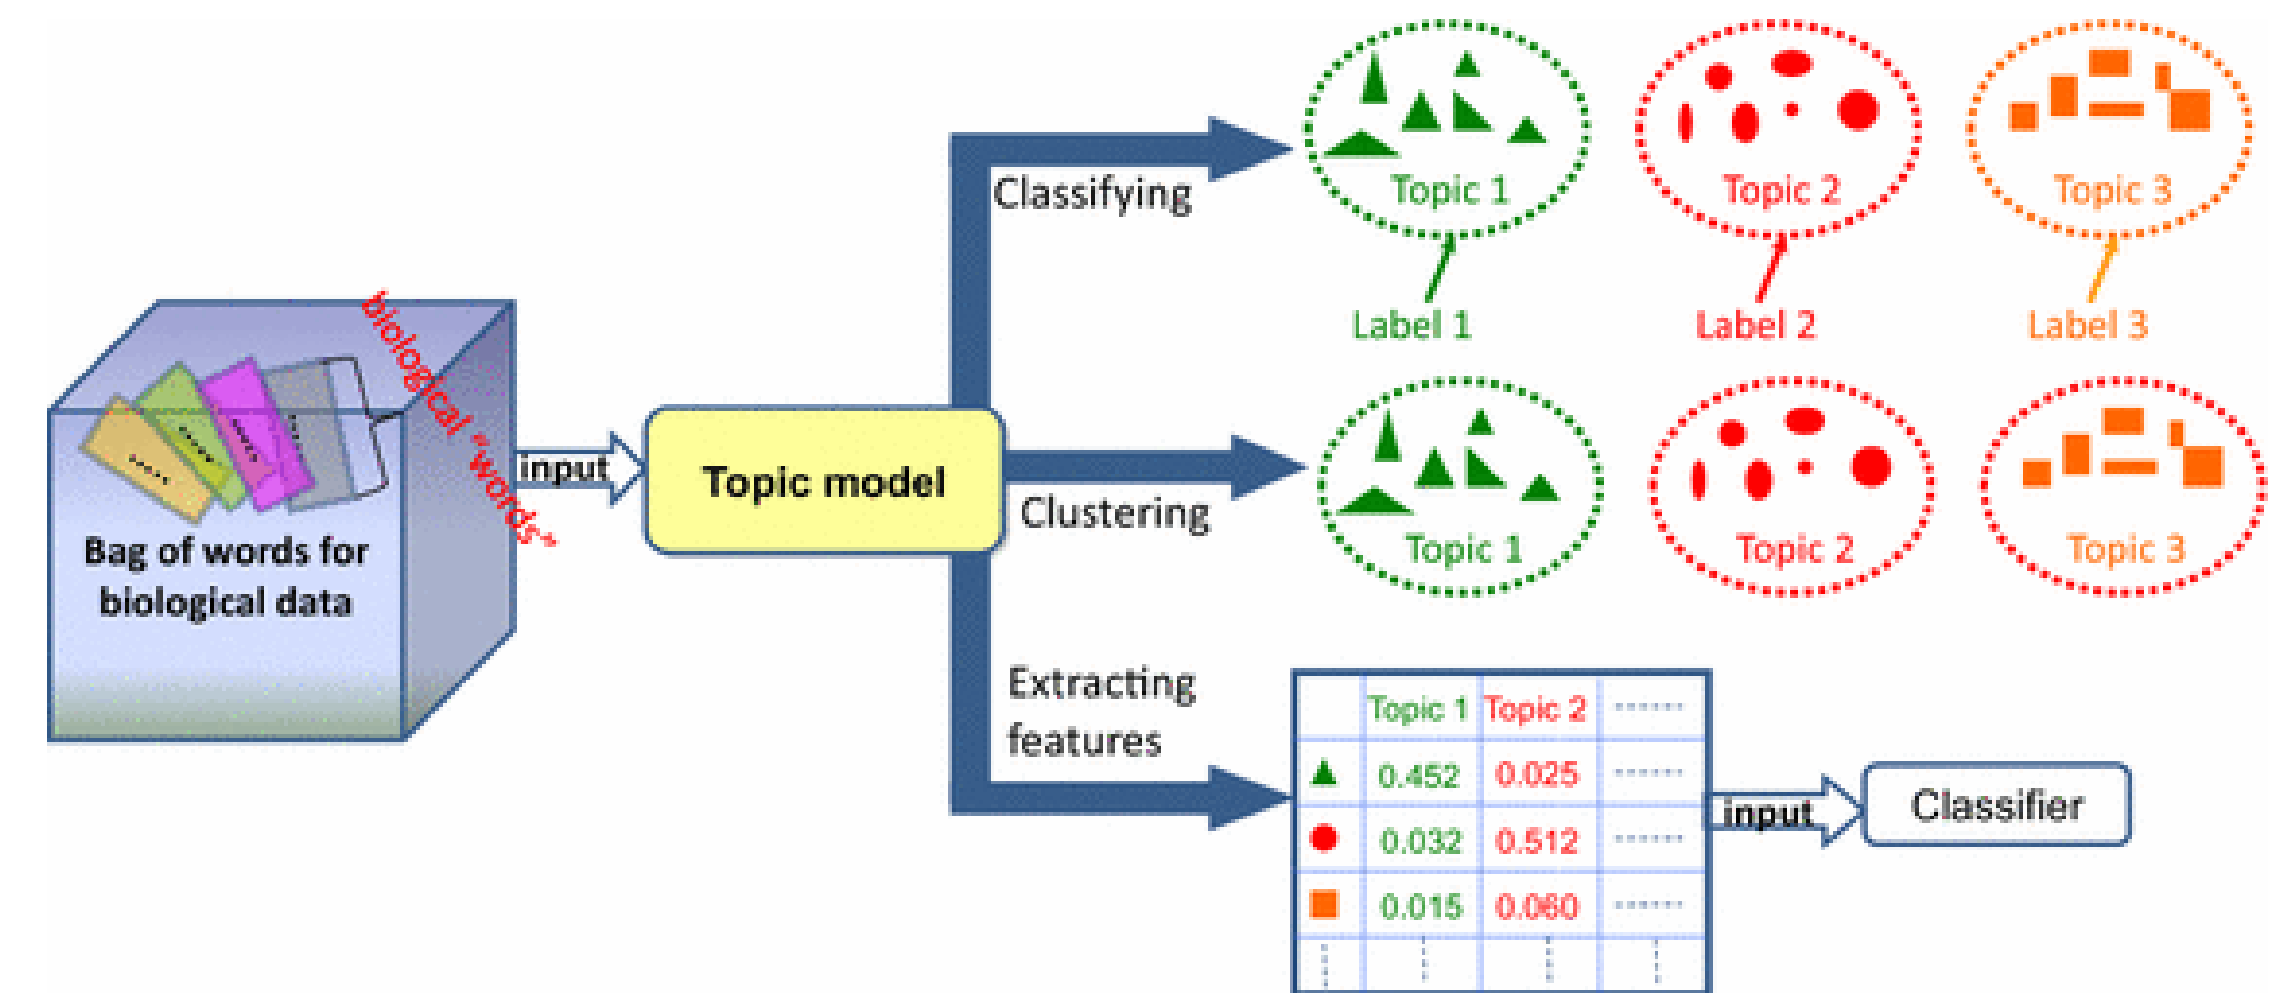 biological "words"
Bag of words for
biological data
input
Topic model
Classifying
Topic 1
Topic 2
Topic 3
Label 1
Label 2
Label 3
Clustering
Topic 1
Topic 2
Topic 3
Extracting
features
Topic 1 Topic 2 ......
0.452 0.025 ......
0.032 0.512 ......
0.015 0.060 ......
input
Classifier